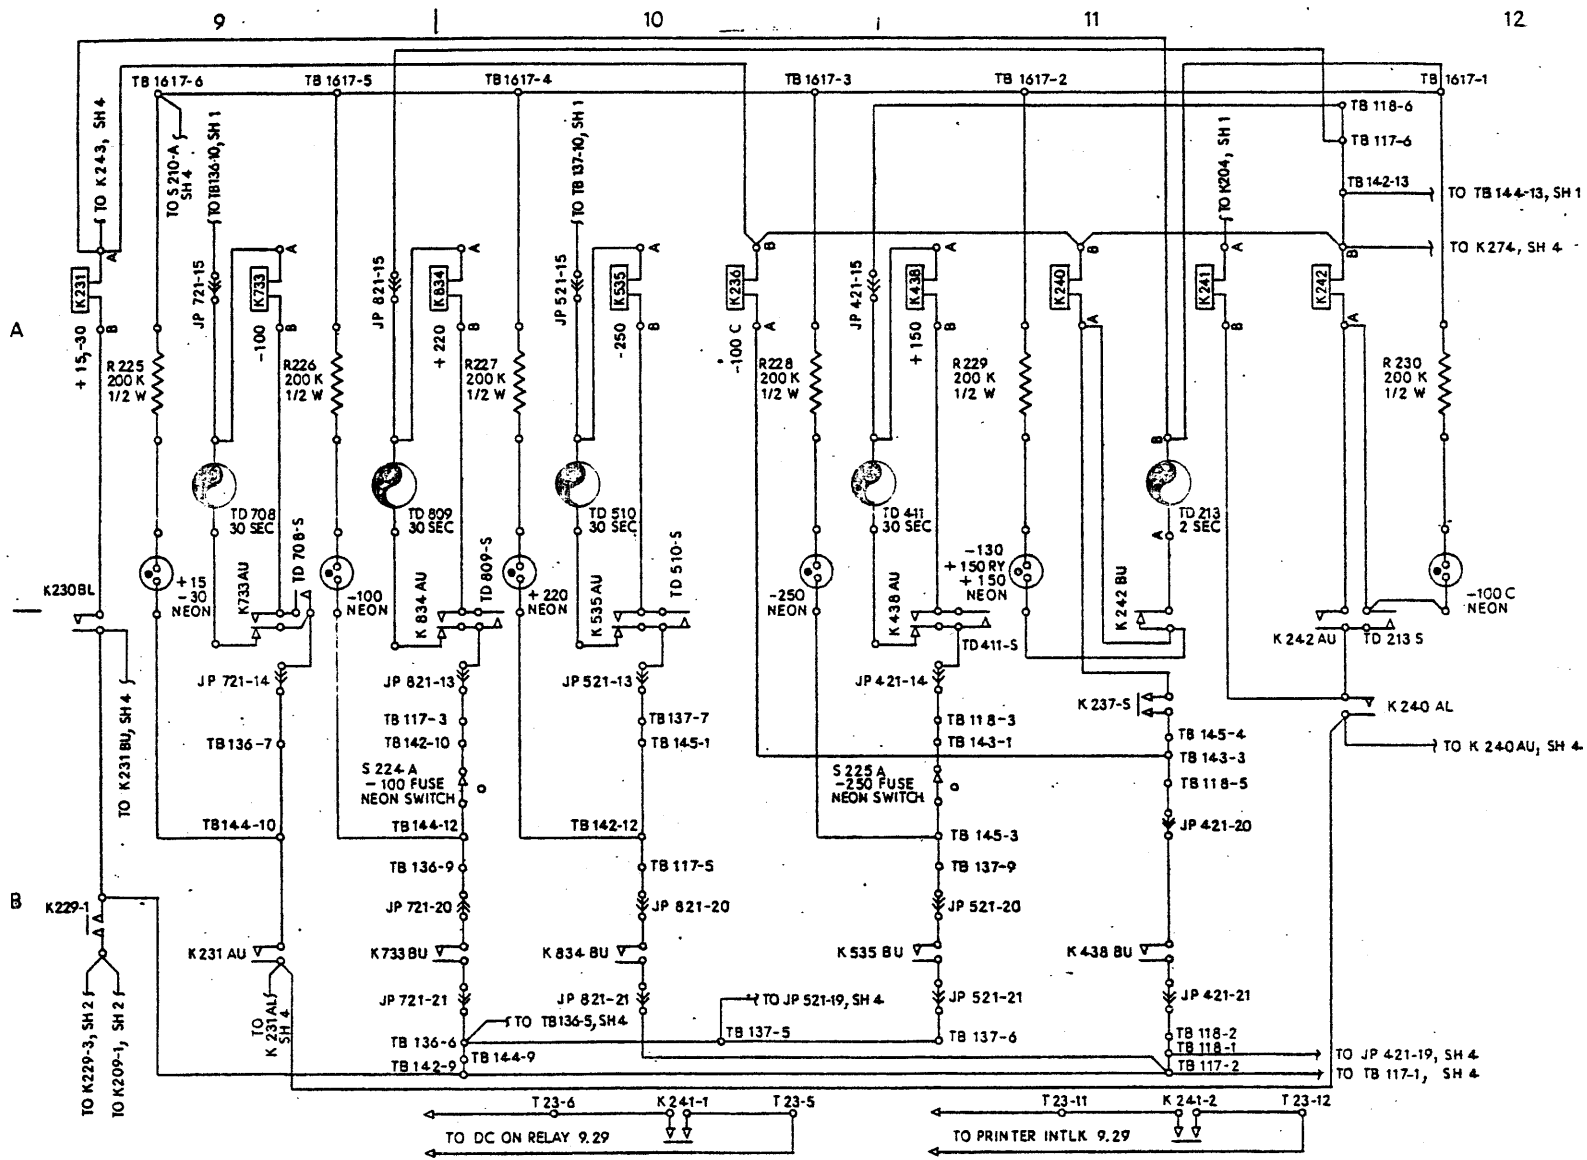 9
10
11
12
TB 1617-6
TB 1617-5
TB 1617-4
TB 1617-3
TB 1617-2
TB 1617-1
TO K243, SH 4
TO S 210-A
SH 4
TO TB136-10, SH 1
TO TB 137-10, SH 1
TO K204, SH 1
TB 118-6
TB 117-6
TB 142-13
TO TB 144-13, SH 1
TO K274, SH 4
A
A
A
A
B
A
B
A
B
K231
JP 721-15
K733
JP 821-15
K834
JP 521-15
K535
K236
JP 421-15
K438
K240
K241
K242
A
B
B
B
B
A
B
A
B
A
+ 15,-30
-100
+ 220
-250
-100 C
+ 150
R 225
200 K
1/2 W
R226
200 K
1/2 W
R227
200 K
1/2 W
R228
200 K
1/2 W
R229
200 K
1/2 W
R 230
200 K
1/2 W
B
TD 708
30 SEC
TD 809
30 SEC
TD 510
30 SEC
TD 411
30 SEC
TD 213
2 SEC
A
K230BL
+ 15
- 30
NEON
K733AU
TD 708-S
-100
NEON
K 834 AU
TD 809-S
+ 220
NEON
K 535 AU
TD 510-S
-250
NEON
K 438 AU
-130
+ 150 RY
+ 150
NEON
TD 411-S
K 242 BU
-100 C
NEON
K 242 AU
TD 213 S
TO K231 BU, SH 4
JP 721-14
JP 821-13
JP 521-13
JP 421-14
K 237-S
K 240 AL
TB136-7
TB 117-3
TB142-10
TB137-7
TB 145-1
TB 118-3
TB 143-1
TB 145-4
TB 143-3
TB 118-5
TO K 240 AU, SH 4
S 224 A
- 100 FUSE
NEON SWITCH
S 225 A
-250 FUSE
NEON SWITCH
JP 421-20
TB144-10
TB144-12
TB 142-12
TB 145-3
TB 136-9
TB 117-5
TB 137-9
B
K229-1
JP 721-20
JP 821-20
JP 521-20
K231 AU
K733 BU
K 834 BU
K 535 BU
K 438 BU
TO K229-3, SH 2
TO K209-1, SH 2
TO
K 231 AL
SH 4
JP 721-21
JP 821-21
TO JP 521-19, SH 4
JP 521-21
JP 421-21
TO TB136-5, SH4
TB 136-6
TB 137-5
TB 137-6
TB 118-2
TB 118-1
TB 144-9
TB 142-9
TB 117-2
TO JP 421-19, SH 4
TO TB 117-1, SH 4
T 23-6
K 241-1
T 23-5
TO DC ON RELAY 9.29
T 23-11
K 241-2
T 23-12
TO PRINTER INTLK 9.29